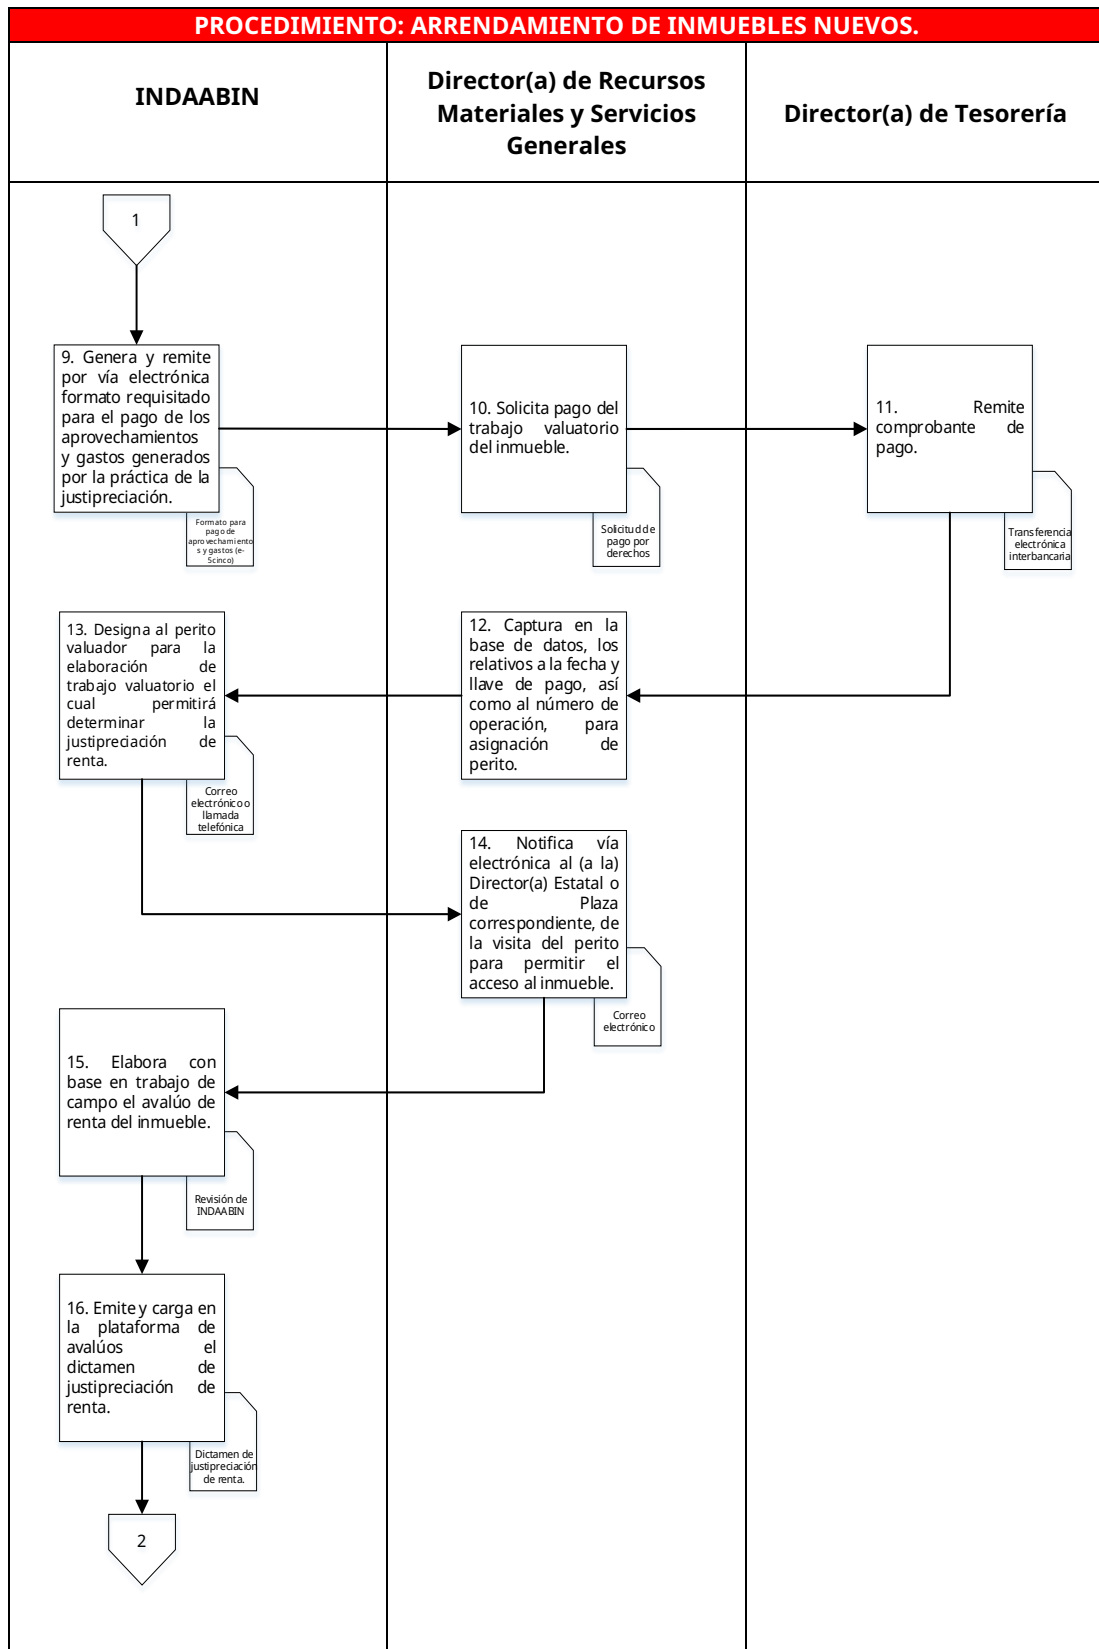 PROCEDIMIENTO: ARRENDAMIENTO DE INMUEBLES NUEVOS.
INDAABIN
Director(a) de Recursos
Materiales y Servicios
Generales
Director(a) de Tesorería
1
9. Genera y remite
por vía electrónica
formato requisitado
para el pago de los
aprovechamientos
y gastos generados
por la práctica de la
justipreciación.
Formato para
pago de
aprovechamiento
s y gastos (e-
5cinco)
10. Solicita pago del
trabajo valuatorio
del inmueble.
Solicitud de
pago por
derechos
11. Remite
comprobante de
pago.
Transferencia
electrónica
interbancaria
12. Captura en la
base de datos, los
relativos a la fecha y
llave de pago, así
como al número de
operación, para
asignación de
perito.
13. Designa al perito
valuador para la
elaboración de
trabajo valuatorio el
cual permitirá
determinar la
justipreciación de
renta.
Correo
electrónico o
llamada
telefónica
14. Notifica vía
electrónica al (a la)
Director(a) Estatal o
de Plaza
correspondiente, de
la visita del perito
para permitir el
acceso al inmueble.
Correo
electrónico
15. Elabora con
base en trabajo de
campo el avalúo de
renta del inmueble.
Revisión de
INDAABIN
16. Emite y carga en
la plataforma de
avalúos el
dictamen de
justipreciación de
renta.
Dictamen de
justipreciación
de renta.
2